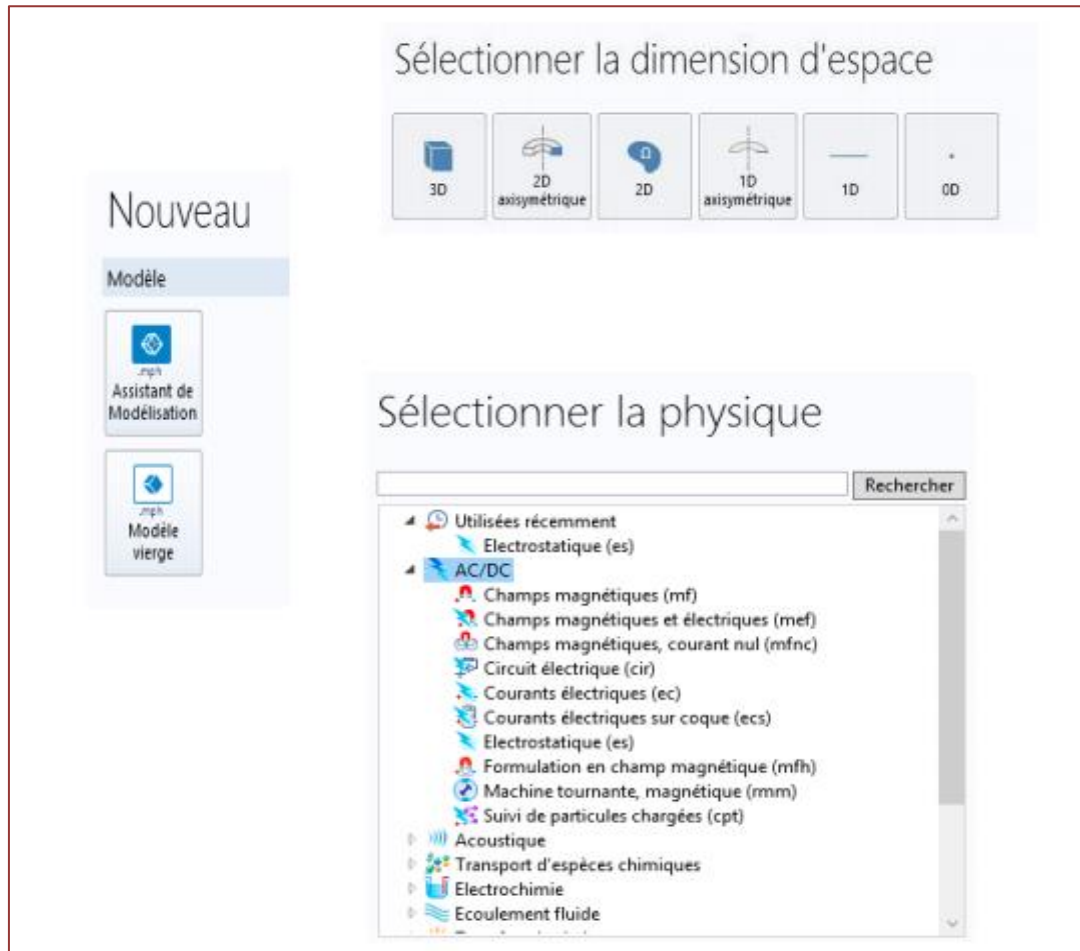 Sélectionner la dimension d'espace
3D
2D
axisymétrique
2D
1D
axisymétrique
1D
0D
Nouveau
Modèle
.mph
Assistant de
Modélisation
.mph
Modèle
vierge
Sélectionner la physique
Rechercher
Utilisées récemment
Electrostatique (es)
AC/DC
Champs magnétiques (mf)
Champs magnétiques et électriques (mef)
Champs magnétiques, courant nul (mfnc)
Circuit électrique (cir)
Courants électriques (ec)
Courants électriques sur coque (ecs)
Electrostatique (es)
Formulation en champ magnétique (mfh)
Machine tournante, magnétique (rmm)
Suivi de particules chargées (cpt)
Acoustique
Transport d'espèces chimiques
Electrochimie
Ecoulement fluide